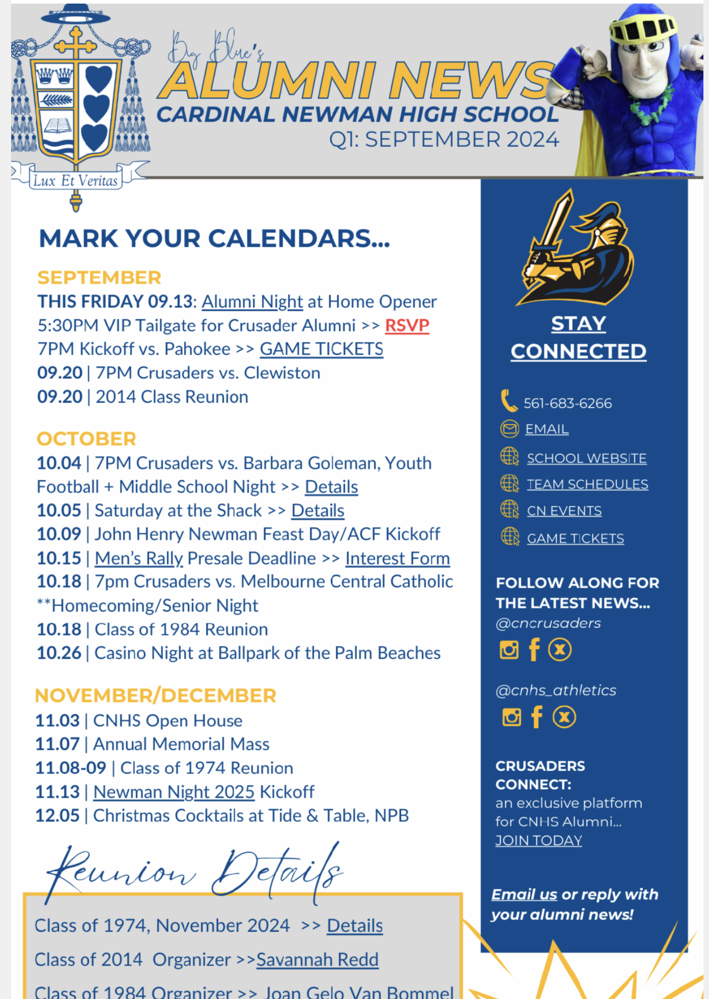 Big Blue's
ALUMNI NEWS
CARDINAL NEWMAN HIGH SCHOOL
Q1: SEPTEMBER 2024
Lux Et Veritas
MARK YOUR CALENDARS...
SEPTEMBER
THIS FRIDAY 09.13: Alumni Night at Home Opener
5:30PM VIP Tailgate for Crusader Alumni >> RSVP
7PM Kickoff vs. Pahokee >> GAME TICKETS
09.20 | 7PM Crusaders vs. Clewiston
09.20 | 2014 Class Reunion
OCTOBER
10.04 | 7PM Crusaders vs. Barbara Goleman, Youth
Football + Middle School Night >> Details
10.05 | Saturday at the Shack >> Details
10.09 | John Henry Newman Feast Day/ACF Kickoff
10.15 | Men's Rally Presale Deadline >> Interest Form
10.18 | 7pm Crusaders vs. Melbourne Central Catholic
**Homecoming/Senior Night
10.18 | Class of 1984 Reunion
10.26 | Casino Night at Ballpark of the Palm Beaches
NOVEMBER/DECEMBER
11.03 | CNHS Open House
11.07 | Annual Memorial Mass
11.08-09 | Class of 1974 Reunion
11.13 | Newman Night 2025 Kickoff
12.05 | Christmas Cocktails at Tide & Table, NPB
Reunion Details
Class of 1974, November 2024 >> Details
Class of 2014 Organizer >>Savannah Redd
Class of 1984 Organizer >> Joan Gelo Van Bommel
STAY
CONNECTED
561-683-6266
EMAIL
SCHOOL WEBSITE
TEAM SCHEDULES
CN EVENTS
GAME TICKETS
FOLLOW ALONG FOR
THE LATEST NEWS...
@cncrusaders
@cnhs_athletics
CRUSADERS
CONNECT:
an exclusive platform
for CNHS Alumni...
JOIN TODAY
Email us or reply with
your alumni news!